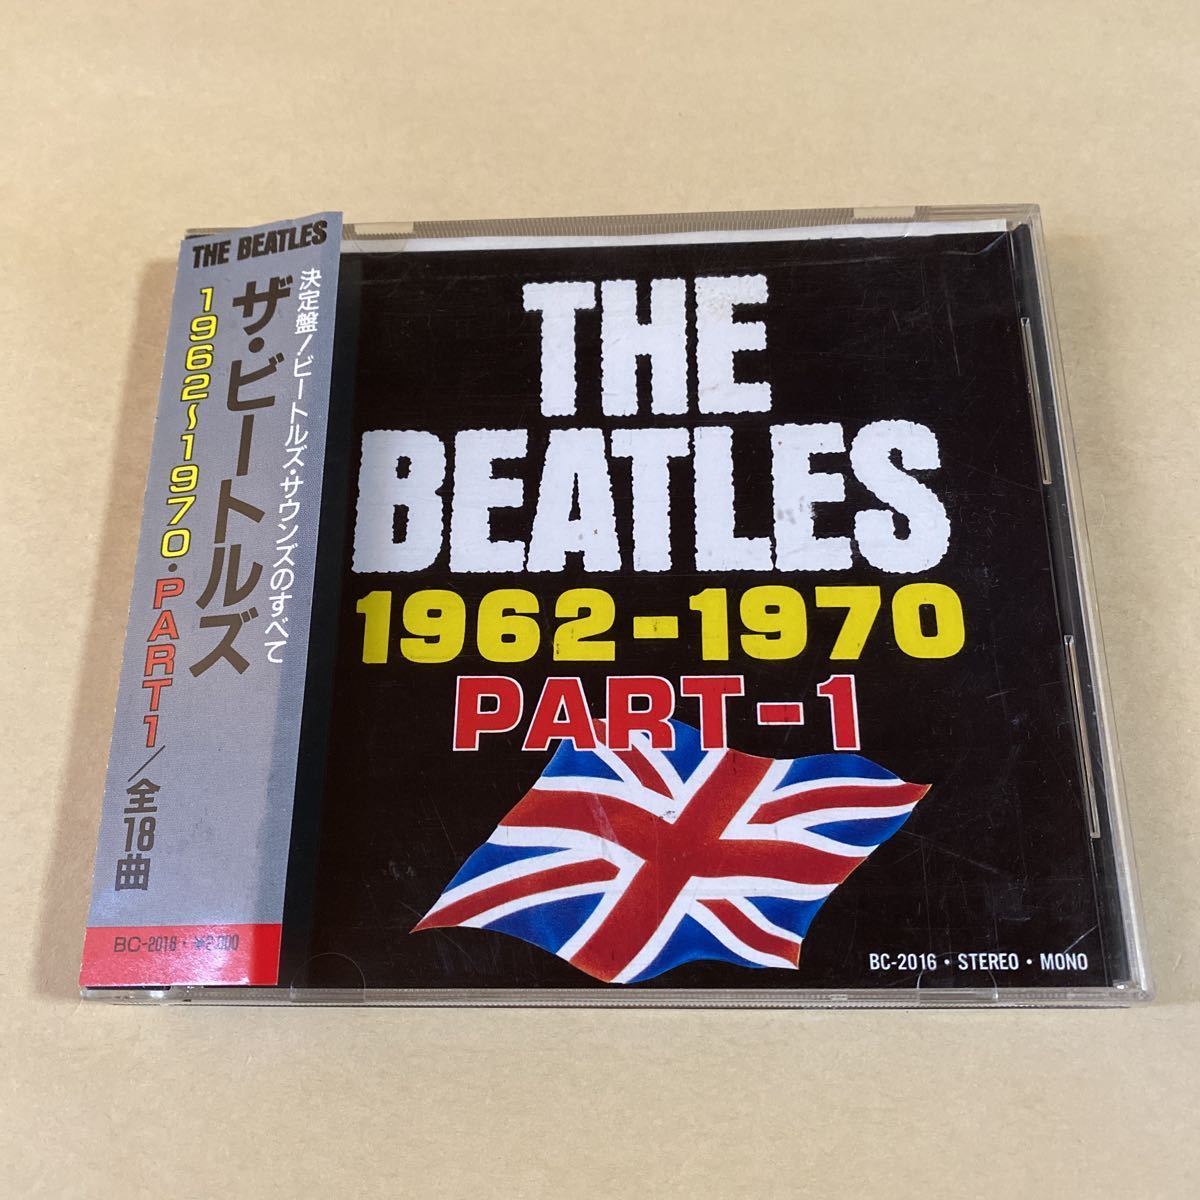 THE BEATLES
決定盤！ビートルズ・サウンズのすべて
ザ・ビートルズ
1962〜1970・PART1／全18曲
BC-2016・¥2,000
THE
BEATLES
1962-1970
PART-1
BC-2016・STEREO・MONO